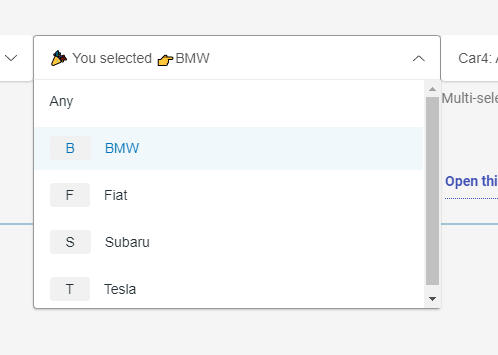 🎉 You selected 👉BMW
Car4:
Any
Multi-sele
B BMW
Open thi
F Fiat
S Subaru
T Tesla